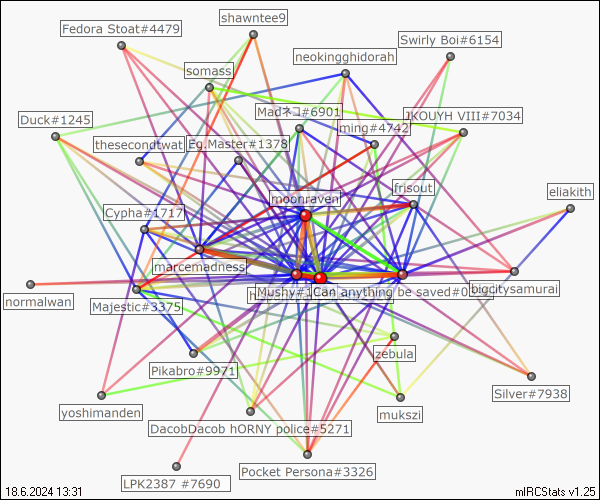 shawntee9
Fedora Stoat#4479
Swirly Boi#6154
neokingghidorah
somass
Madネコ#6901
JKOUYH VIII#7034
Duck#1245
ming#4742
thesecondtwat
Eg.Master#1378
frisout
eliakith
moonraven
Cypha#1717
marcemadness
bigcitysamurai
Mushy#
Can anything be saved#0
normalwan
Majestic#3375
zebula
Pikabro#9971
Silver#7938
yoshimanden
mukszi
DacobDacob hORNY police#5271
Pocket Persona#3326
LPK2387 #7690
18.6.2024 13:31
mIRCStats v1.25